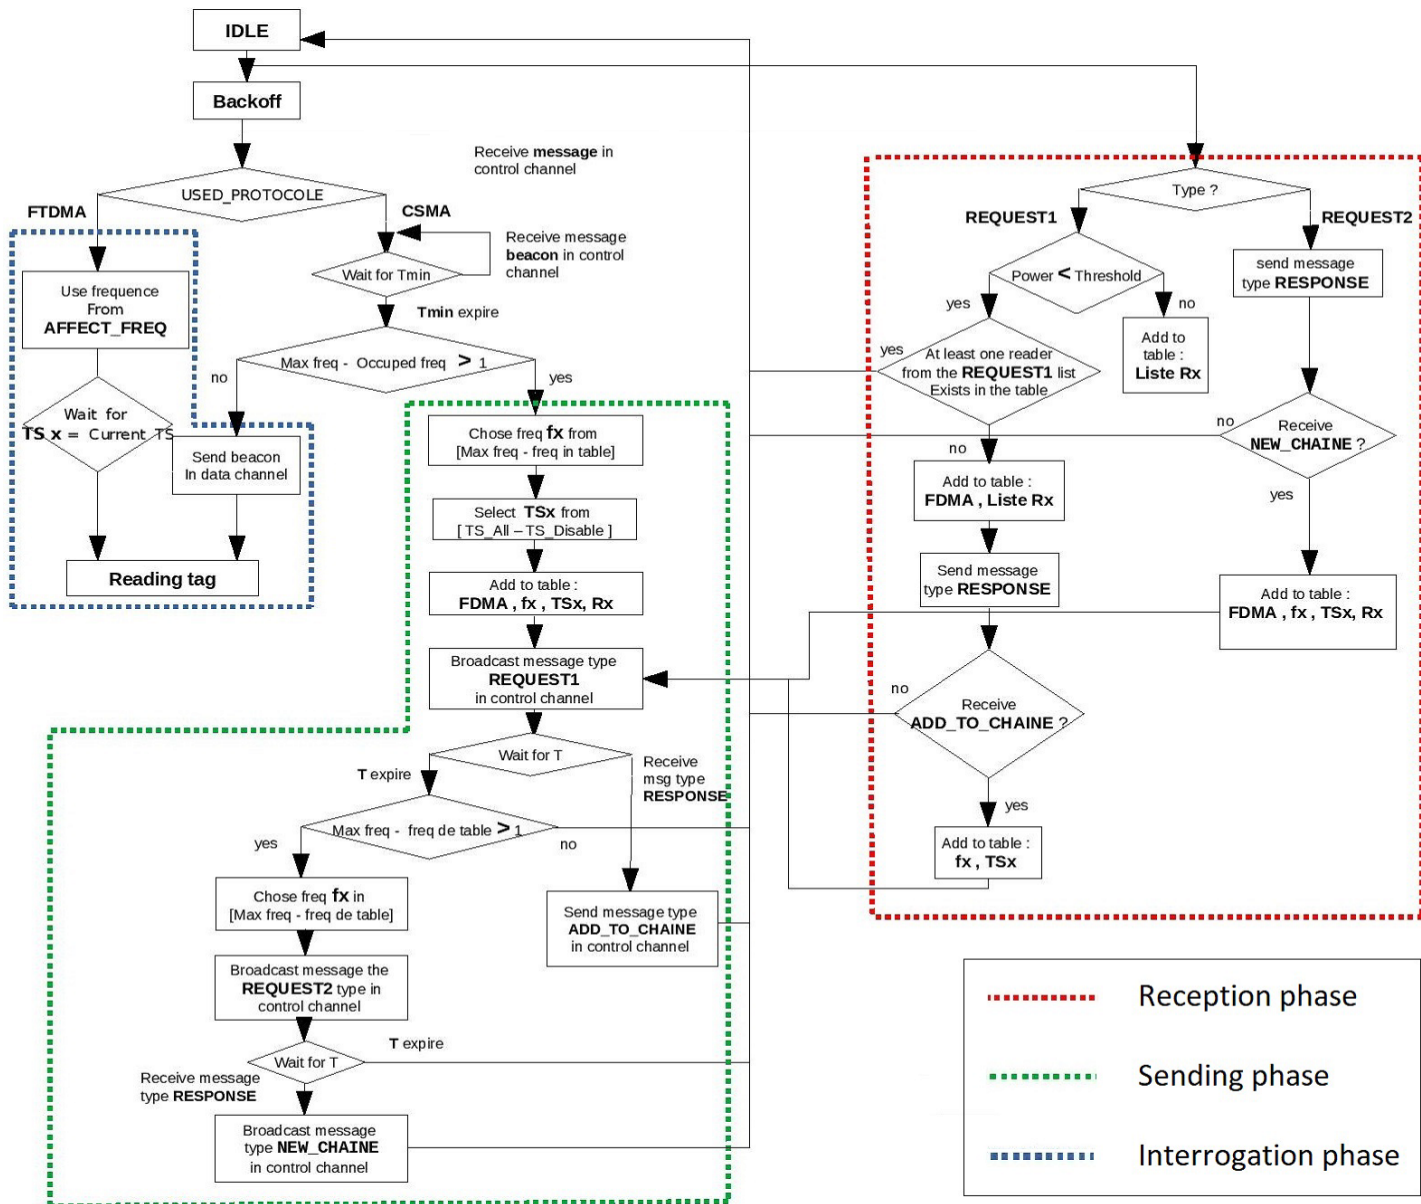 IDLE
Backoff
Receive message in
control channel
USED_PROTOCOLE
FTDMA
CSMA
Receive message
beacon in control
channel
Wait for Tmin
Use frequence
From
AFFECT_FREQ
Tmin expire
Max freq - Occuped freq > 1
no
yes
Wait for
TS x = Current TS
Send beacon
In data channel
Reading tag
Chose freq fx from
[Max freq - freq in table]
Select TSx from
[ TS_All – TS_Disable ]
Add to table :
FDMA , fx , TSx, Rx
Broadcast message type
REQUEST1
in control channel
Wait for T
T expire
Receive
msg type
RESPONSE
Max freq - freq de table > 1
yes
no
Chose freq fx in
[Max freq - freq de table]
Send message type
ADD_TO_CHAINE
in control channel
Broadcast message the
REQUEST2 type in
control channel
T expire
Wait for T
Receive message
type RESPONSE
Broadcast message
type NEW_CHAINE
in control channel
Type ?
REQUEST1
REQUEST2
Power < Threshold
send message
type RESPONSE
yes
no
Add to
table :
Liste Rx
yes
At least one reader
from the REQUEST1 list
Exists in the table
no
no
Receive
NEW_CHAINE ?
yes
Add to table :
FDMA , Liste Rx
Send message
type RESPONSE
Add to table :
FDMA , fx , TSx, Rx
no
Receive
ADD_TO_CHAINE ?
yes
Add to table :
fx , TSx
Reception phase
Sending phase
Interrogation phase